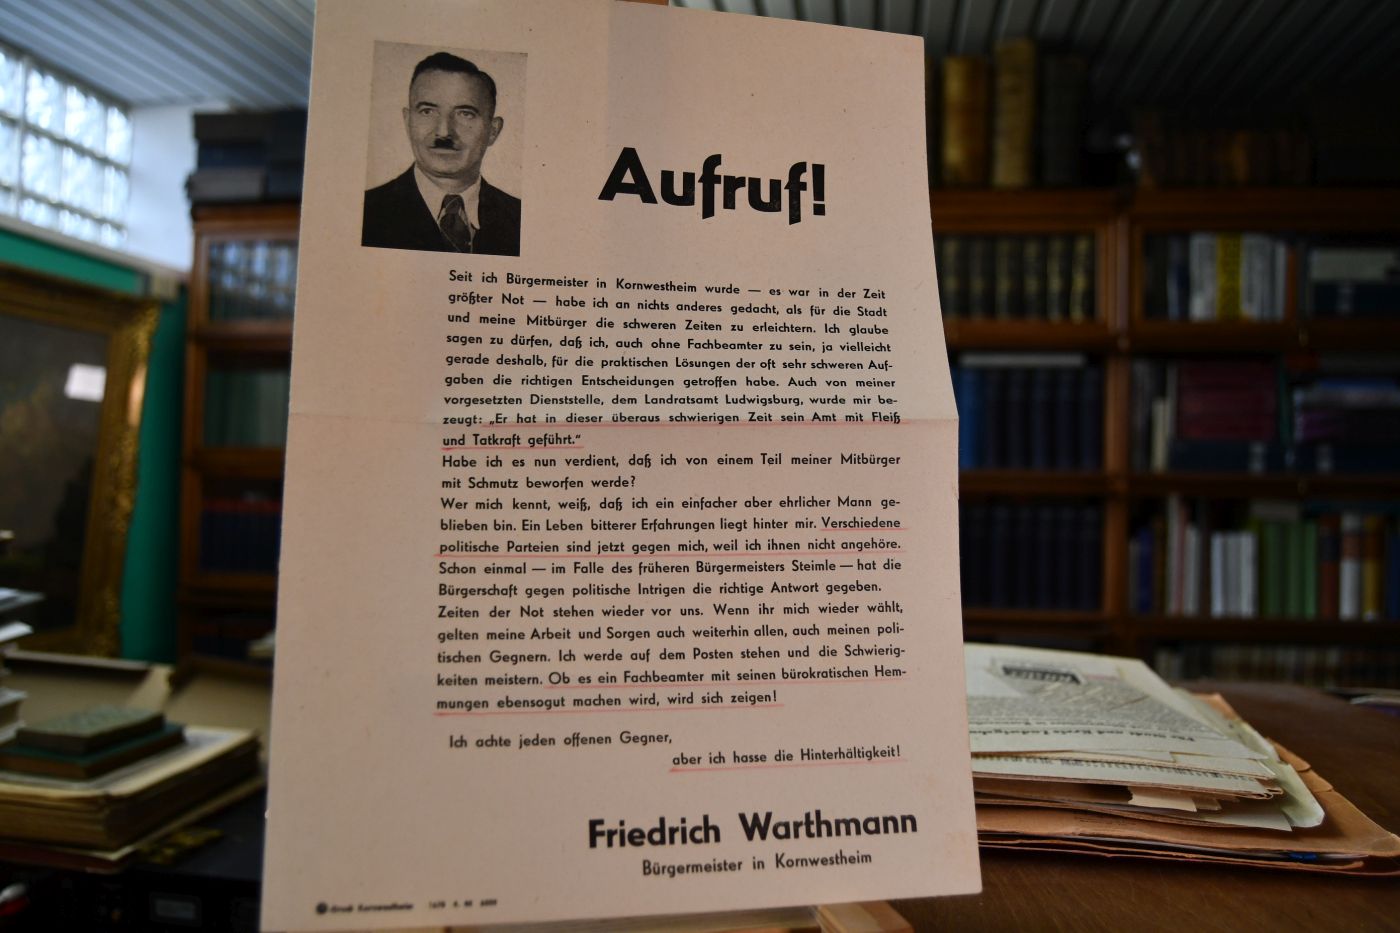 Aufruf!
Seit ich Bürgermeister in Kornwestheim wurde — es war in der Zeit
größter Not — habe ich an nichts anderes gedacht, als für die Stadt
und meine Mitbürger die schweren Zeiten zu erleichtern. Ich glaube
sagen zu dürfen, daß ich, auch ohne Fachbeamter zu sein, ja vielleicht
gerade deshalb, für die praktischen Lösungen der oft sehr schweren Auf-
gaben die richtigen Entscheidungen getroffen habe. Auch von meiner
vorgesetzten Dienststelle, dem Landratsamt Ludwigsburg, wurde mir be-
zeugt: „Er hat in dieser überaus schwierigen Zeit sein Amt mit Fleiß
und Tatkraft geführt."
Habe ich es nun verdient, daß ich von einem Teil meiner Mitbürger
mit Schmutz beworfen werde?
Wer mich kennt, weiß, daß ich ein einfacher aber ehrlicher Mann ge-
blieben bin. Ein Leben bitterer Erfahrungen liegt hinter mir. Verschiedene
politische Parteien sind jetzt gegen mich, weil ich ihnen nicht angehöre.
Schon einmal — im Falle des früheren Bürgermeisters Steimle — hat die
Bürgerschaft gegen politische Intrigen die richtige Antwort gegeben.
Zeiten der Not stehen wieder vor uns. Wenn ihr mich wieder wählt,
gelten meine Arbeit und Sorgen auch weiterhin allen, auch meinen poli-
tischen Gegnern. Ich werde auf dem Posten stehen und die Schwierig-
keiten meistern. Ob es ein Fachbeamter mit seinen bürokratischen Hem-
mungen ebensogut machen wird, wird sich zeigen!
Ich achte jeden offenen Gegner,
aber ich hasse die Hinterhältigkeit!
Friedrich Warthmann
Bürgermeister in Kornwestheim
Kornwestheim